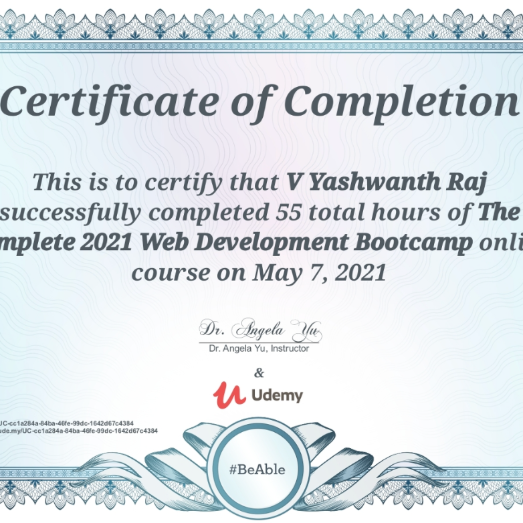 Certificate of Completion
This is to certify that V Yashwanth Raj
successfully completed 55 total hours of The
mplete 2021 Web Development Bootcamp onli
course on May 7, 2021
Dr. Angela Yu
Dr. Angela Yu, Instructor
&
Udemy
UC-cc1a284a-54ba-46fe-99dc-1642d67c4384
ude.my/UC-cc1a284a-54ba-46fe-99dc-1642d67c4384
#BeAble